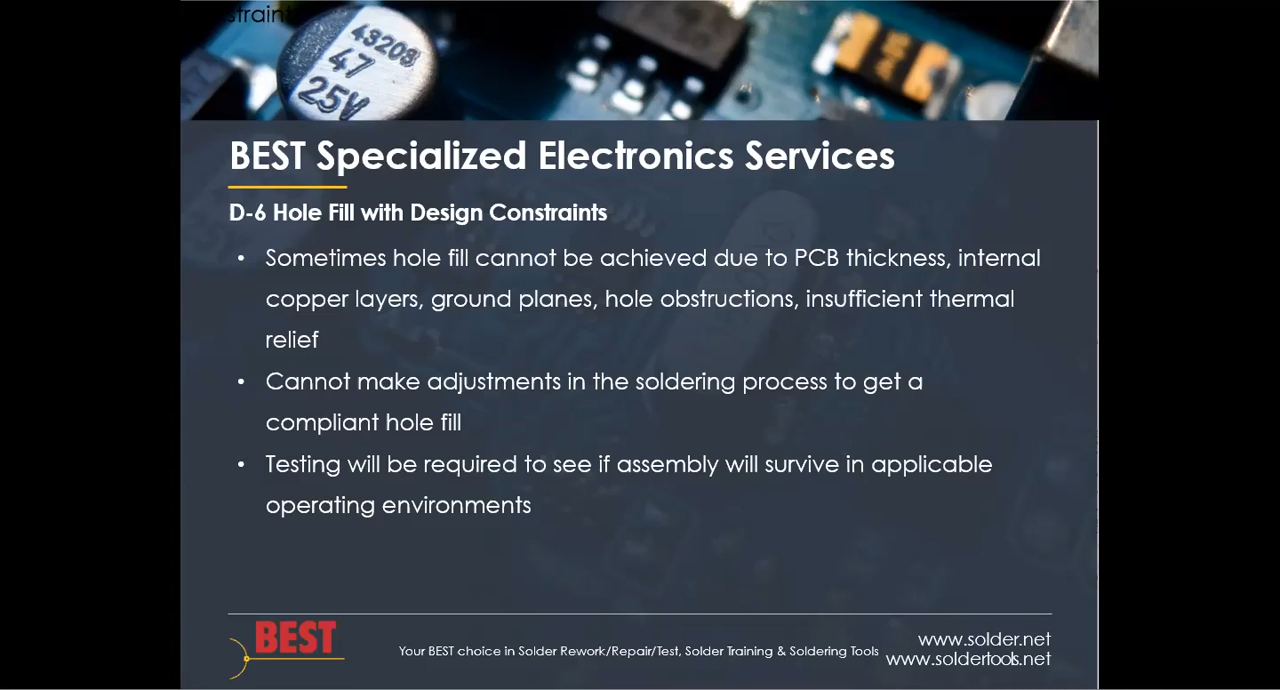 straint
43203
47
25V
BEST Specialized Electronics Services
D-6 Hole Fill with Design Constraints
• Sometimes hole fill cannot be achieved due to PCB thickness, internal
copper layers, ground planes, hole obstructions, insufficient thermal
relief
• Cannot make adjustments in the soldering process to get a
compliant hole fill
• Testing will be required to see if assembly will survive in applicable
operating environments
BEST
Your BEST choice in Solder Rework/Repair/Test, Solder Training & Soldering Tools
www.solder.net
www.soldertools.net